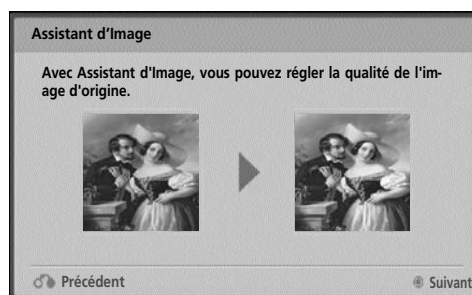 Assistant d'Image
Avec Assistant d'Image, vous pouvez régler la qualité de l'im-
age d'origine.
Précédent
Suivant